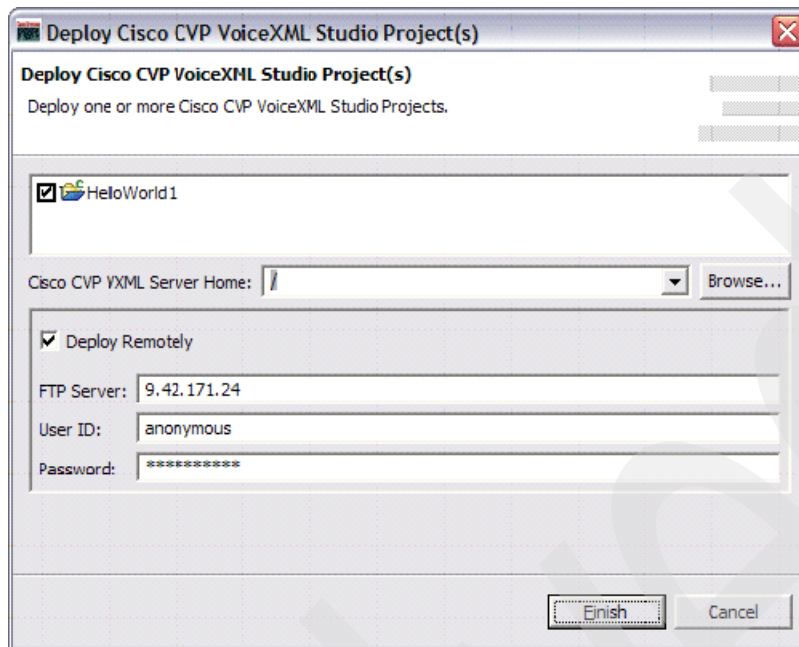 Deploy Cisco CVP VoiceXML Studio Project(s)
Deploy Cisco CVP VoiceXML Studio Project(s)
Deploy one or more Cisco CVP VoiceXML Studio Projects.
HelloWorld1
Cisco CVP VXML Server Home: / Browse...
Deploy Remotely
FTP Server: 9.42.171.24
User ID: anonymous
Password: **********
Finish Cancel